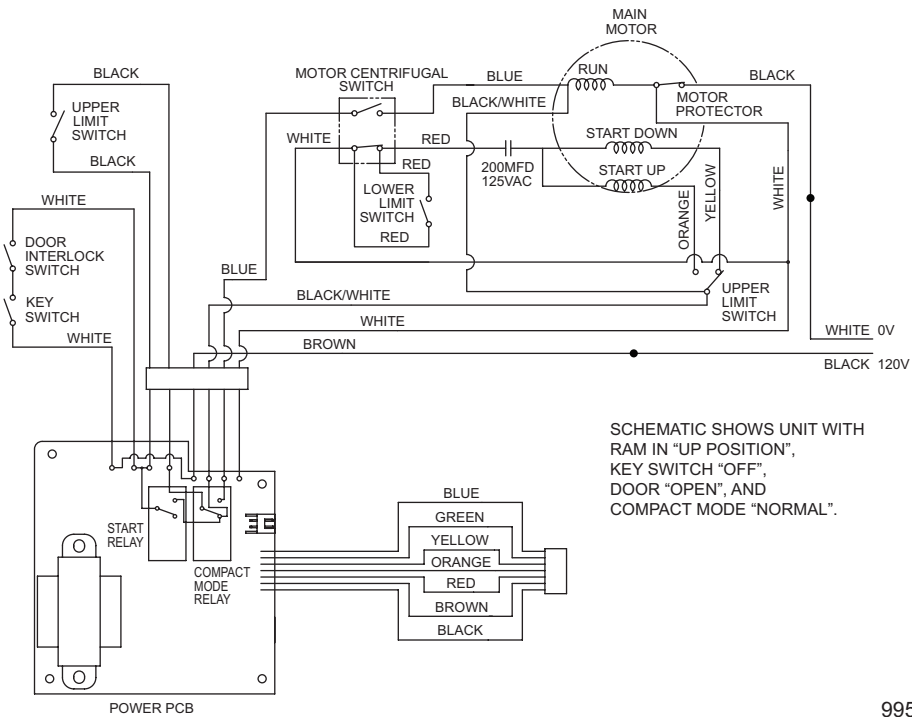 MAIN
MOTOR
BLACK
MOTOR CENTRIFUGAL
SWITCH
BLUE
RUN
BLACK
UPPER
LIMIT
SWITCH
BLACK/WHITE
MOTOR
PROTECTOR
WHITE
RED
START DOWN
BLACK
RED
200MFD
125VAC
START UP
WHITE
LOWER
LIMIT
SWITCH
RED
ORANGE
YELLOW
WHITE
DOOR
INTERLOCK
SWITCH
BLUE
KEY
SWITCH
BLACK/WHITE
UPPER
LIMIT
SWITCH
WHITE
WHITE
BROWN
WHITE 0V
BLACK 120V
SCHEMATIC SHOWS UNIT WITH
RAM IN “UP POSITION”,
KEY SWITCH “OFF”,
DOOR “OPEN”, AND
COMPACT MODE “NORMAL”.
START
RELAY
COMPACT
MODE
RELAY
BLUE
GREEN
YELLOW
ORANGE
RED
BROWN
BLACK
POWER PCB
995